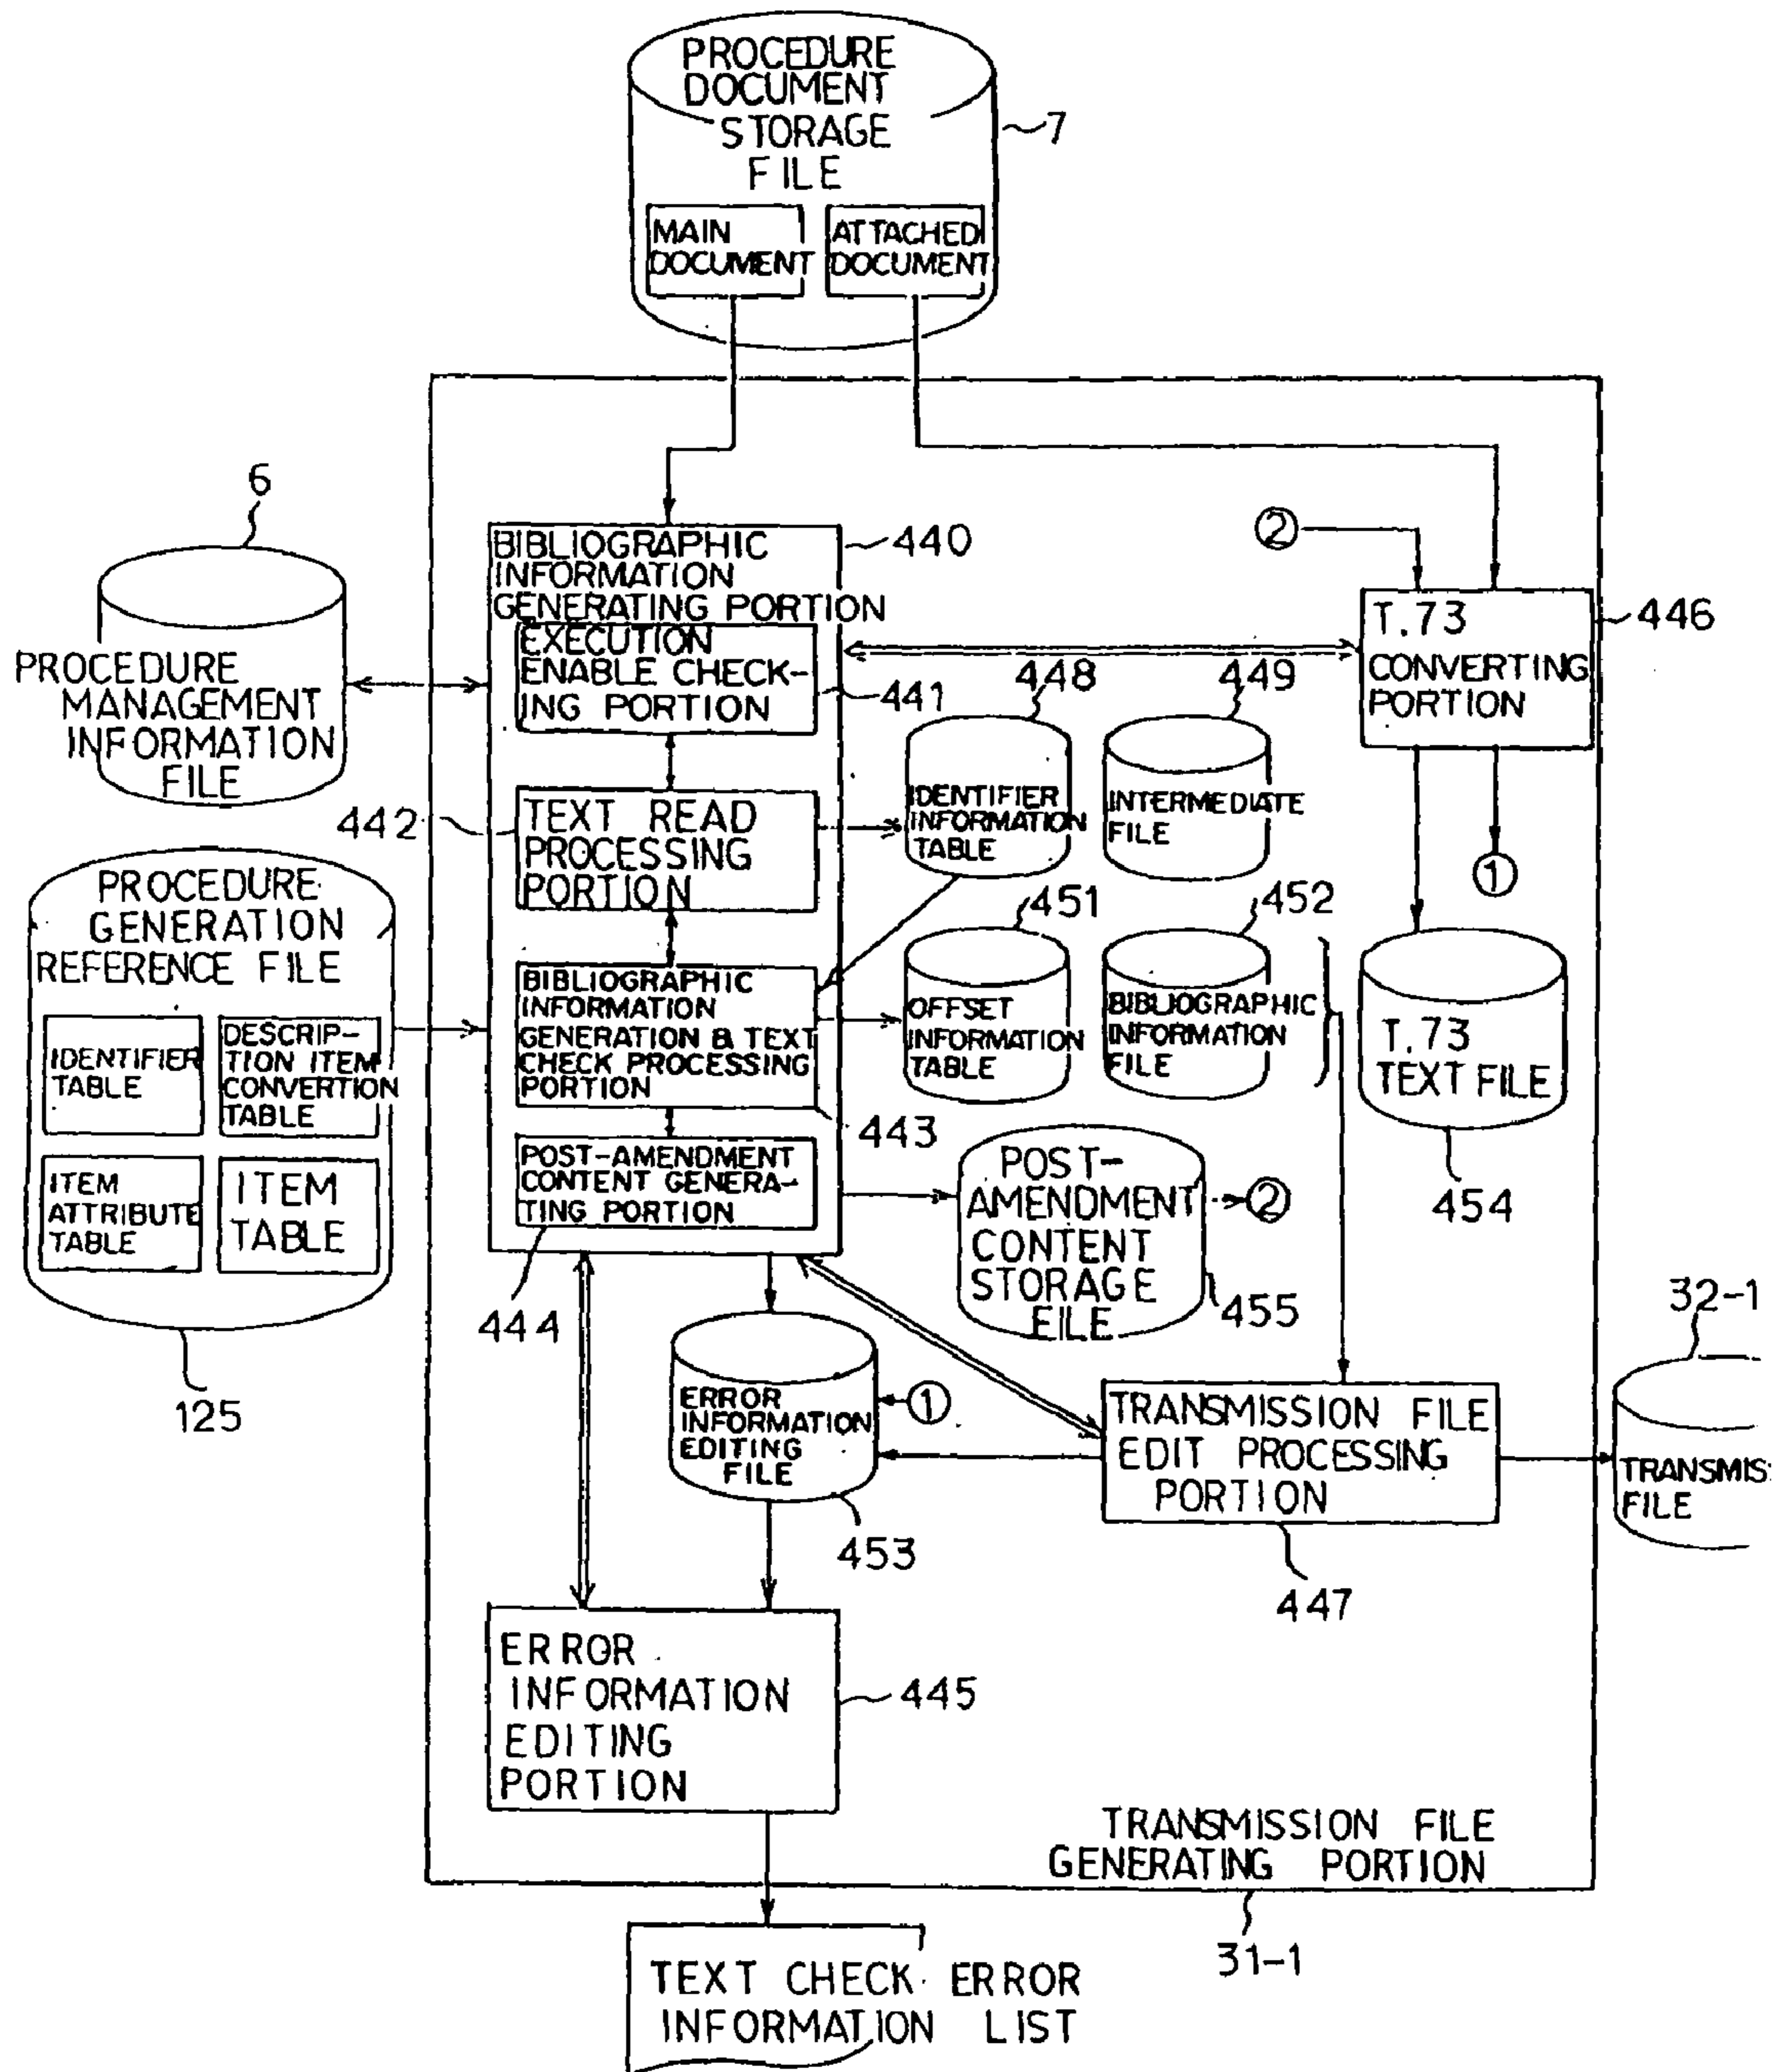 PROCEDURE
DOCUMENT
STORAGE
FILE
7
MAIN
DOCUMENT
ATTACHED
DOCUMENT
6
PROCEDURE
MANAGEMENT
INFORMATION
FILE
BIBLIOGRAPHIC
INFORMATION
GENERATING PORTION
440
EXECUTION
ENABLE CHECK-
ING PORTION
441
②
T.73
CONVERTING
PORTION
446
①
442
TEXT READ
PROCESSING
PORTION
448
IDENTIFIER
INFORMATION
TABLE
449
INTERMEDIATE
FILE
PROCEDURE
GENERATION
REFERENCE FILE
IDENTIFIER
TABLE
DESCRIP-
TION ITEM
CONVERTION
TABLE
ITEM
ATTRIBUTE
TABLE
ITEM
TABLE
125
BIBLIOGRAPHIC
INFORMATION
GENERATION & TEXT
CHECK PROCESSING
PORTION
443
451
OFFSET
INFORMATION
TABLE
452
BIBLIOGRAPHIC
INFORMATION
FILE
T.73
TEXT FILE
454
POST-AMENDMENT
CONTENT GENERA-
TING PORTION
444
POST-
AMENDMENT
CONTENT
STORAGE
EILE
455
②
ERROR
INFORMATION
EDITING
FILE
453
①
TRANSMISSION FILE
EDIT PROCESSING
PORTION
447
32-1
TRANSMIS
FILE
ERROR
INFORMATION
EDITING
PORTION
445
TRANSMISSION FILE
GENERATING PORTION
31-1
TEXT CHECK ERROR
INFORMATION LIST